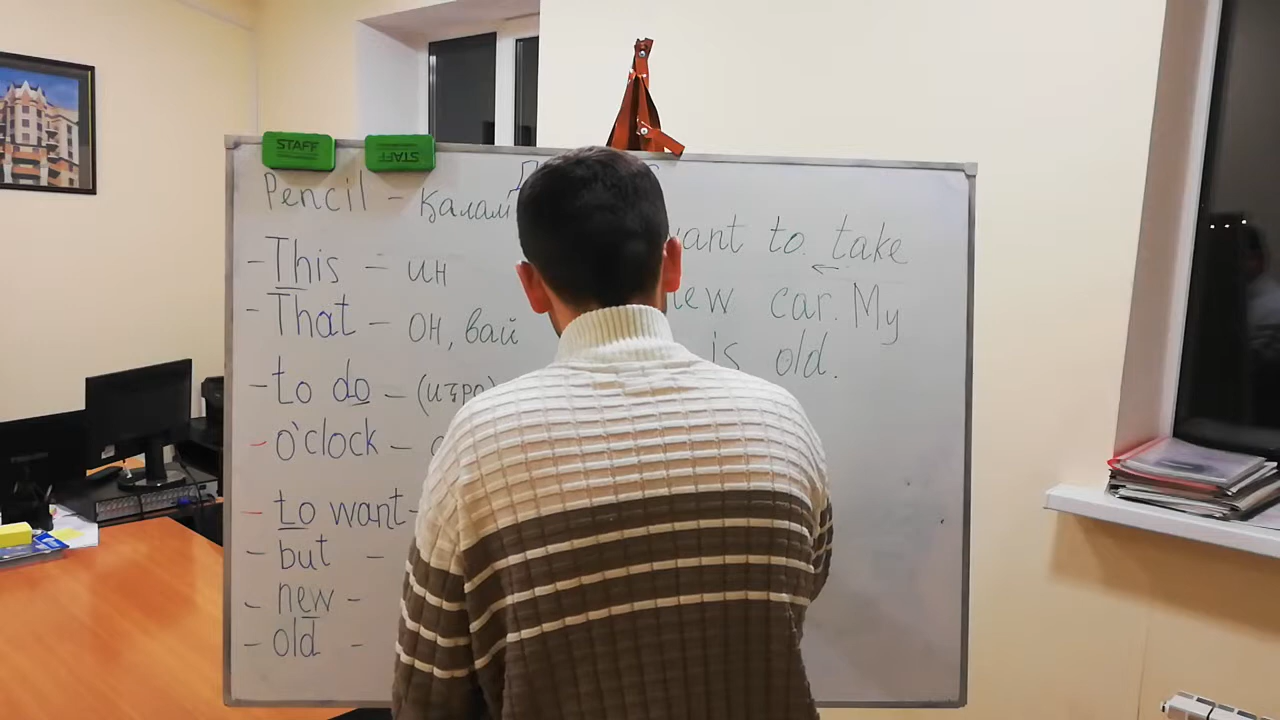 STAFF
STAFF
Pencil - қалам
- This - ин
- That - он, вай
- to do - (иҷро)
- o'clock -
- to want -
- but -
- new -
- old -
want to take
new car. My
is old.